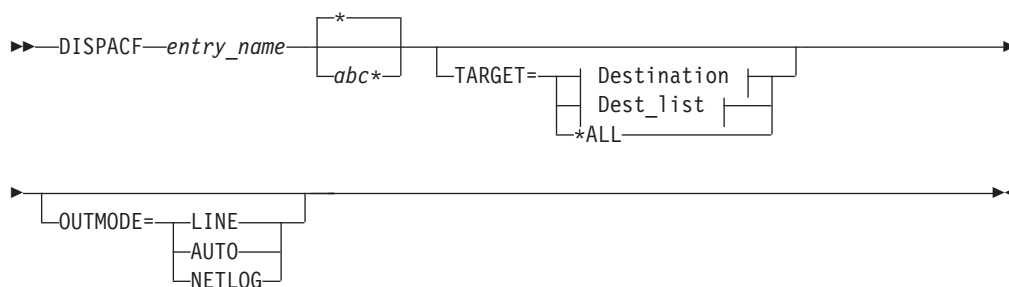 *
DISPACF entry_name
abc*
TARGET= Destination
Dest_list
*ALL
OUTMODE= LINE
AUTO
NETLOG